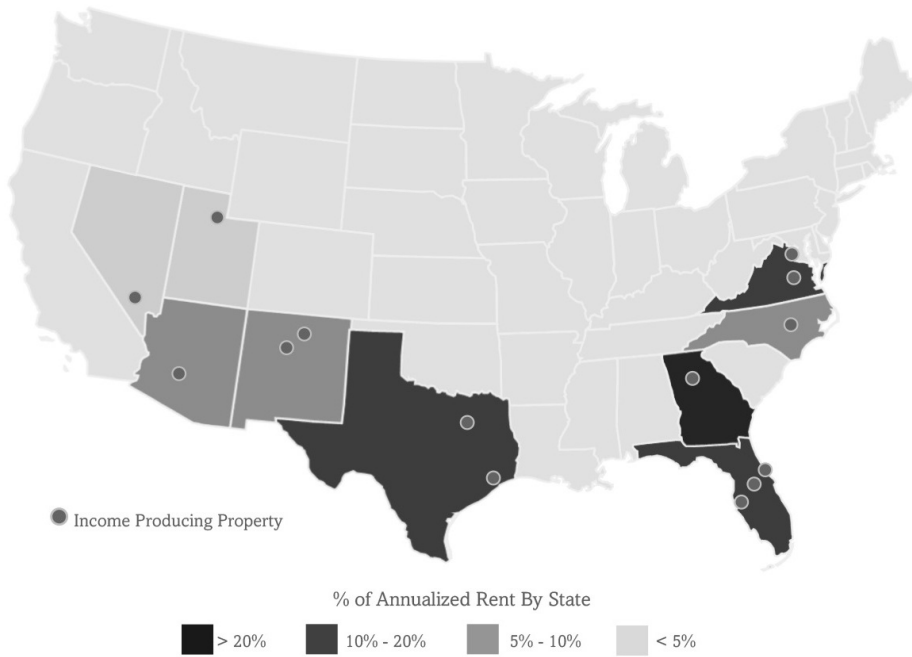 Income Producing Property
% of Annualized Rent By State
> 20%
10% - 20%
5% - 10%
< 5%